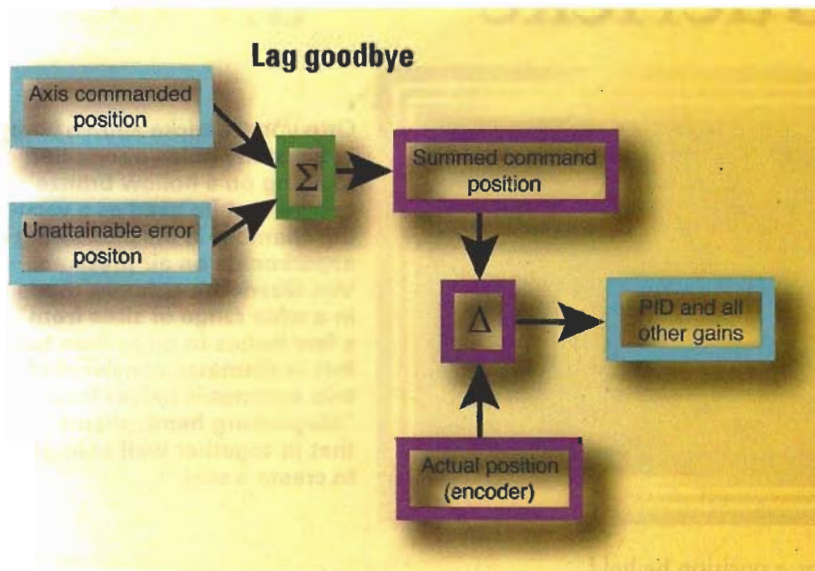 Lag goodbye
Axis commanded
position
Unattainable error
positon
Σ
Summed command
position
Δ
PID and all
other gains
Actual position
(encoder)